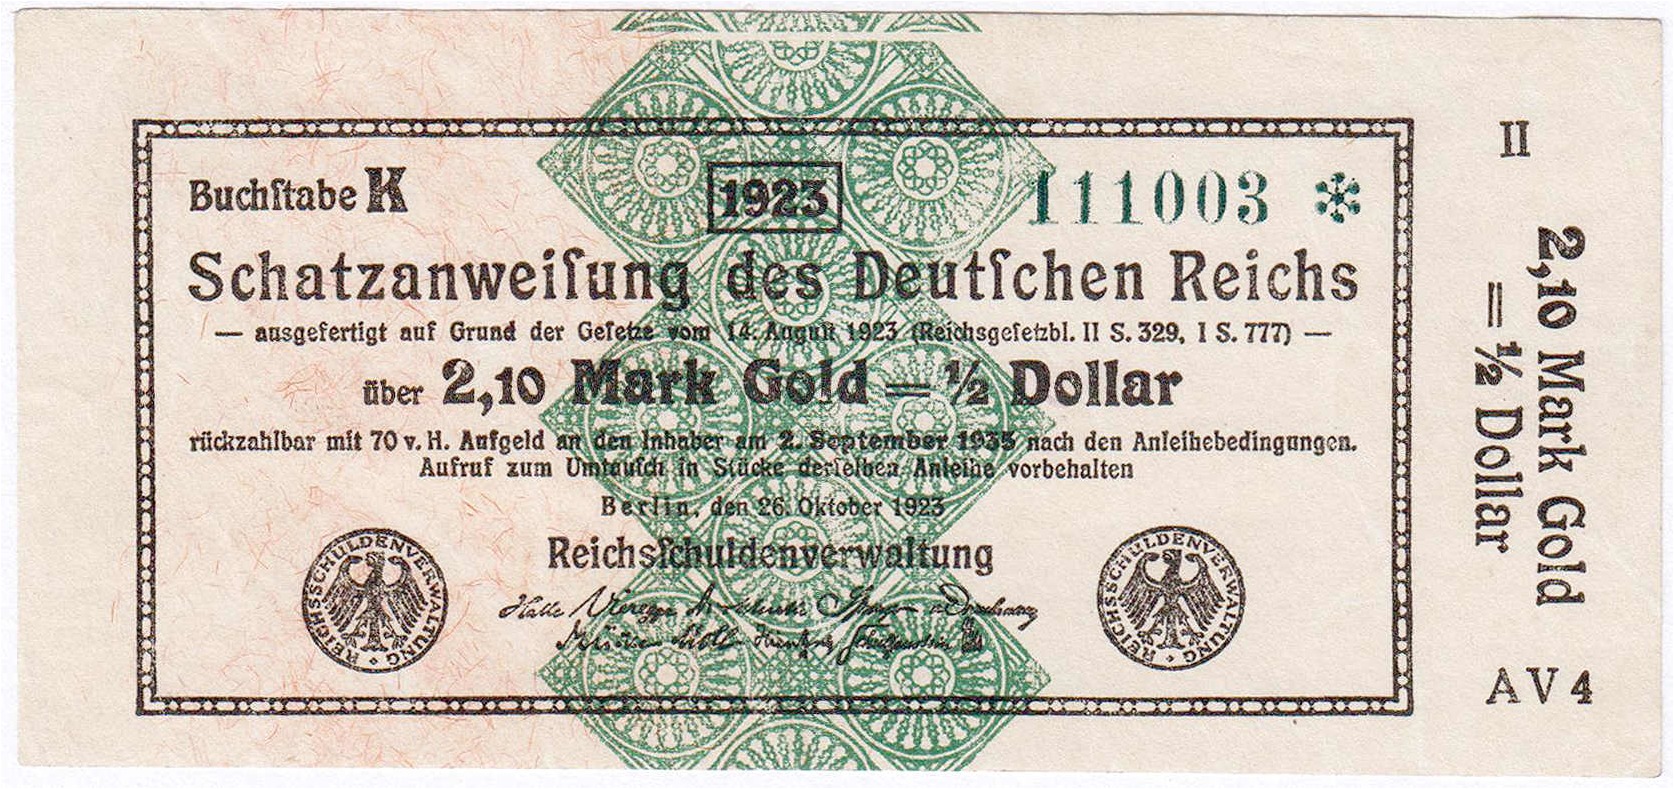 Buchſtabe K
1923
111003 *
Schatzanweiſung des Deutſchen Reichs
— ausgefertigt auf Grund der Geſetze vom 14. Auguſt 1923 (Reichsgeſetzbl. II S. 329, I S. 777) —
über 2,10 Mark Gold = ½ Dollar
rückzahlbar mit 70 v. H. Aufgeld an den Inhaber am 2. September 1935 nach den Anleihebedingungen.
Aufruf zum Umtauſch in Stücke derſelben Anleihe vorbehalten
Berlin, den 26. Oktober 1923
Reichsſchuldenverwaltung
Halle Vieregge
REICHSSCHULDENVERWALTUNG
REICHSSCHULDENVERWALTUNG
II
2,10 Mark Gold
= ½ Dollar
AV4